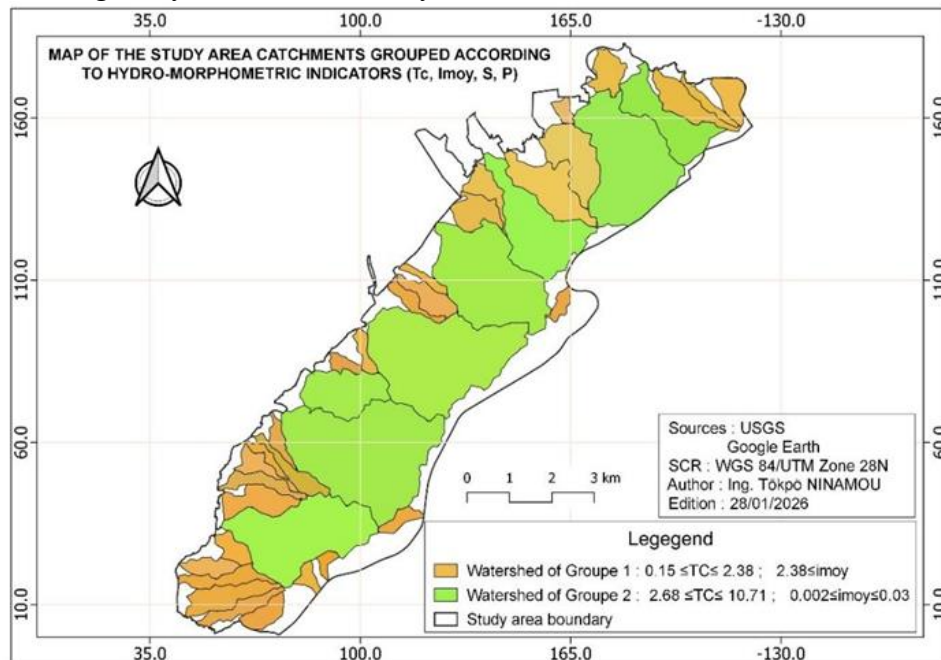 35.0 100.0 165.0 -130.0
MAP OF THE STUDY AREA CATCHMENTS GROUPED ACCORDING
TO HYDRO-MORPHOMETRIC INDICATORS (Tc, Imoy, S, P)
160.0 160.0
110.0 110.0
60.0 60.0
10.0 10.0
Sources : USGS
Google Earth
SCR : WGS 84/UTM Zone 28N
Author : Ing. Tôkpô NINAMOU
Edition : 28/01/2026
0 1 2 3 km
Legegend
Watershed of Groupe 1 : 0.15 ≤TC≤ 2.38 ; 2.38≤imoy
Watershed of Groupe 2 : 2.68 ≤TC≤ 10.71 ; 0.002≤imoy≤0.03
Study area boundary
35.0 100.0 165.0 -130.0